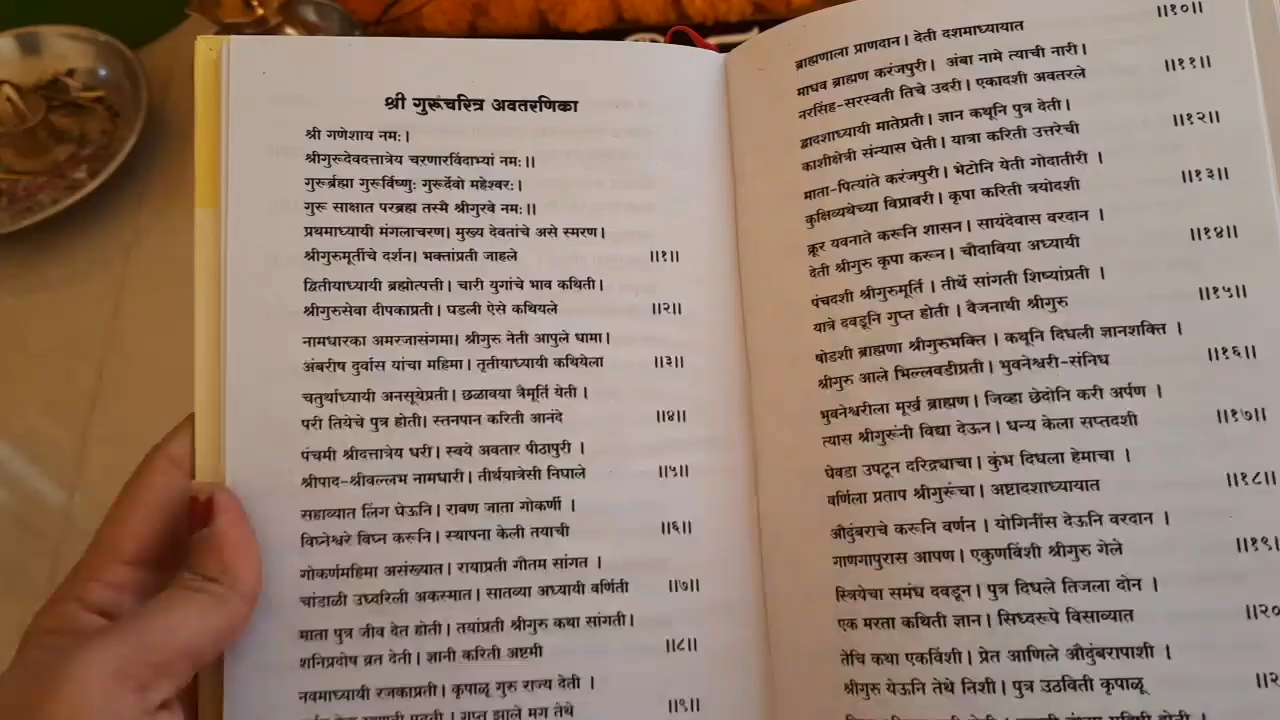 श्री गुरूचरित्र अवतरणिका
श्री गणेशाय नमः।
श्रीगुरूदेवदत्तात्रेय चरणारविंदाभ्यां नमः।।
गुरूर्ब्रह्मा गुरूर्विष्णुः गुरूर्देवो महेश्वरः।
गुरू साक्षात परब्रह्म तस्मै श्रीगुरवे नमः।।
प्रथमाध्यायी मंगलाचरण। मुख्य देवतांचे असे स्मरण।
श्रीगुरुमूर्तीचे दर्शन। भक्तांप्रती जाहले ।।१।।
द्वितीयाध्यायी ब्रह्मोत्पत्ती। चारी युगांचे भाव कथिती।
श्रीगुरुसेवा दीपकाप्रती। घडली ऐसे कथियले ।।२।।
नामधारका अमरजासंगमा। श्रीगुरु नेती आपुले धामा।
अंबरीष दुर्वास यांचा महिमा। तृतीयाध्यायी कथियेला ।।३।।
चतुर्थाध्यायी अनसूयेप्रती। छळावया त्रैमूर्ति येती।
परी तियेचे पुत्र होती। स्तनपान करिती आनंदे ।।४।।
पंचमी श्रीदत्तात्रेय धरी। स्वये अवतार पीठापुरी।
श्रीपाद-श्रीवल्लभ नामधारी। तीर्थयात्रेसी निघाले ।।५।।
सहाव्यात लिंग घेऊनि। रावण जाता गोकर्णी।
विघ्नेश्वरे विघ्न करूनि। स्थापना केली तयाची ।।६।।
गोकर्णमहिमा असंख्यात। रायाप्रती गौतम सांगत।
चांडाळी उध्वरिली अकस्मात। सातव्या अध्यायी वर्णिती ।।७।।
माता पुत्र जीव देत होती। तयांप्रती श्रीगुरु कथा सांगती।
शनिप्रदोष व्रत देती। ज्ञानी करिती अष्टमी ।।८।।
नवमाध्यायी रजकाप्रती। कृपाळू गुरु राज्य देती।
गुप्त झाले मग तेथे ।।९।।
ब्राह्मणाला प्राणदान। देती दशमाध्यायात ।।१०।।
माधव ब्राह्मण करंजपुरी। अंबा नामे त्याची नारी।
नरसिंह-सरस्वती तिचे उदरी। एकादशी अवतरले ।।११।।
द्वादशाध्यायी मातेप्रती। ज्ञान कथूनि पुत्र देती।
काशीक्षेत्री संन्यास घेती। यात्रा करिती उत्तरेची ।।१२।।
माता-पित्यांते करंजपुरी। भेटोनि येती गोदातीरी।
कुक्षिव्यथेच्या विप्रावरी। कृपा करिती त्रयोदशी ।।१३।।
क्रूर यवनाते करूनि शासन। सायंदेवास वरदान।
देती श्रीगुरु कृपा करून। चौदाविया अध्यायी ।।१४।।
पंचदशी श्रीगुरुमूर्ति। तीर्थे सांगती शिष्यांप्रती।
यात्रे दवडूनि गुप्त होती। वैजनाथी श्रीगुरु ।।१५।।
षोडशी ब्राह्मणा श्रीगुरुभक्ति। कथूनि दिधली ज्ञानशक्ति।
श्रीगुरु आले भिल्लवडीप्रती। भुवनेश्वरी-संनिध ।।१६।।
भुवनेश्वरीला मूर्ख ब्राह्मण। जिव्हा छेदोनि करी अर्पण।
त्यास श्रीगुरूंनी विद्या देऊन। धन्य केला सप्तदशी ।।१७।।
घेवडा उपटून दरिद्र्याचा। कुंभ दिधला हेमाचा।
वर्णिला प्रताप श्रीगुरूंचा। अष्टादशाध्यायात ।।१८।।
औदुंबराचे करूनि वर्णन। योगिनींस देऊनि वरदान।
गाणगापुरास आपण। एकुणविंशी श्रीगुरु गेले ।।१९।
स्त्रियेचा समंध दवडून। पुत्र दिधले तिजला दोन।
एक मरता कथिती ज्ञान। सिध्दरूपे विसाव्यात ।।२०
तेचि कथा एकविंशी। प्रेत आणिले औदुंबरापाशी।
श्रीगुरु येऊनि तेथे निशी। पुत्र उठविती कृपाळू ।।२